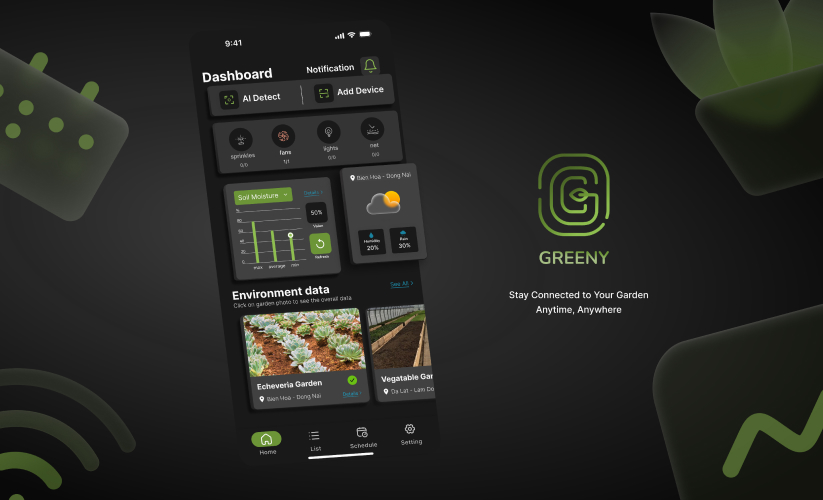 9:41
Dashboard
Notification
AI Detect
Add Device
sprinkles
0/0
fans
1/1
lights
0/0
net
0/0
Soil Moisture
Details
50%
Value
Refresh
max
average
min
Bien Hoa - Dong Nai
Humidity
20%
Rain
30%
Environment data
Click on garden photo to see the overall data
See All
Echeveria Garden
Bien Hoa - Dong Nai
Details
Vegatable Gar
Da Lat - Lam Do
Home
List
Schedule
Setting
GREENY
Stay Connected to Your Garden
Anytime, Anywhere